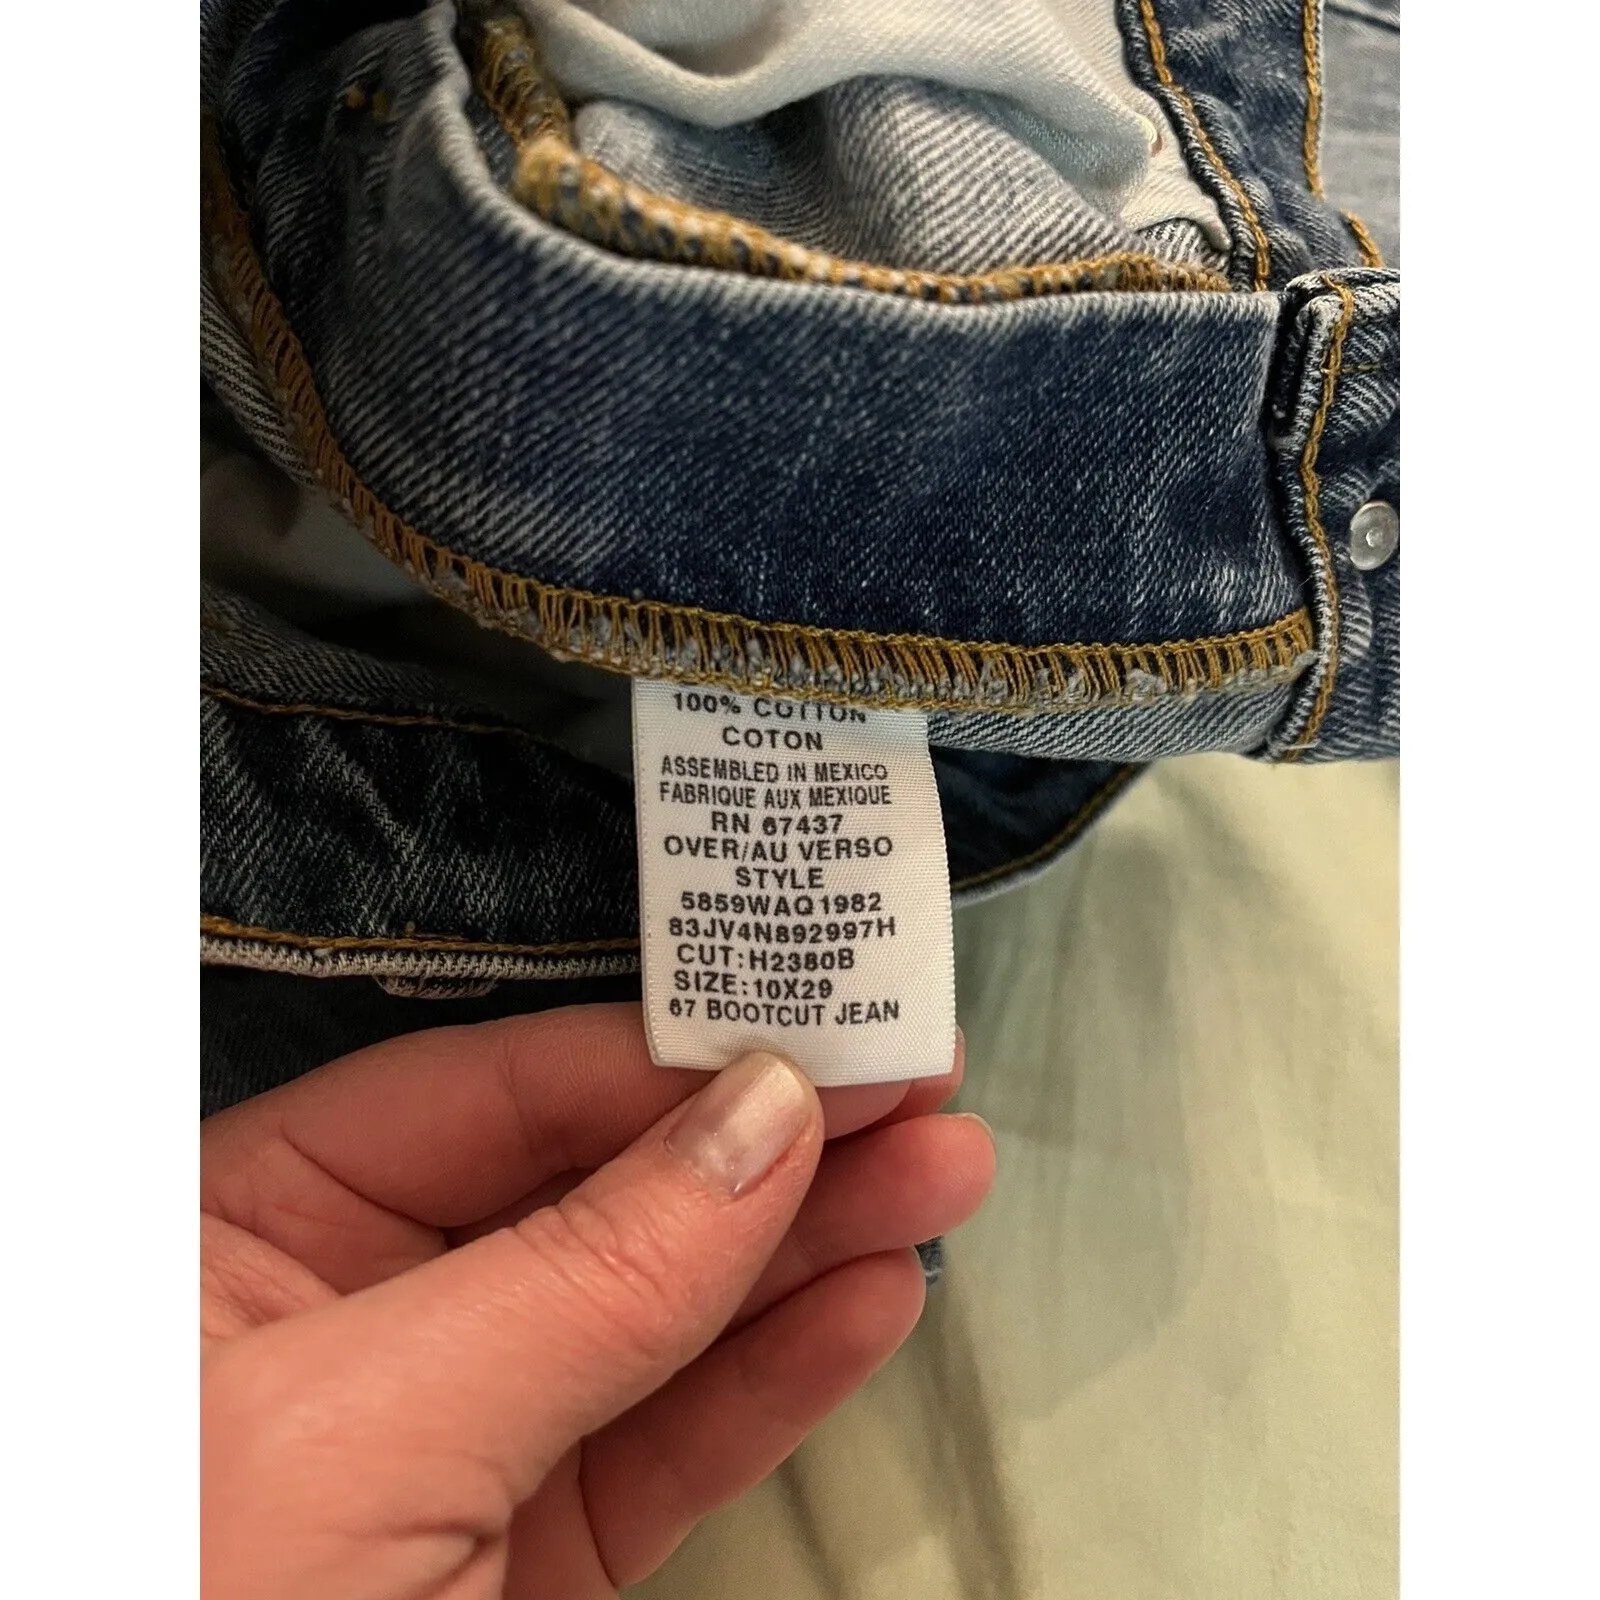 100% COTTON
COTON
ASSEMBLED IN MEXICO
FABRIQUE AUX MEXIQUE
RN 67437
OVER/AU VERSO
STYLE
5859WAQ1982
83JV4N892997H
CUT:H2380B
SIZE:10X29
67 BOOTCUT JEAN